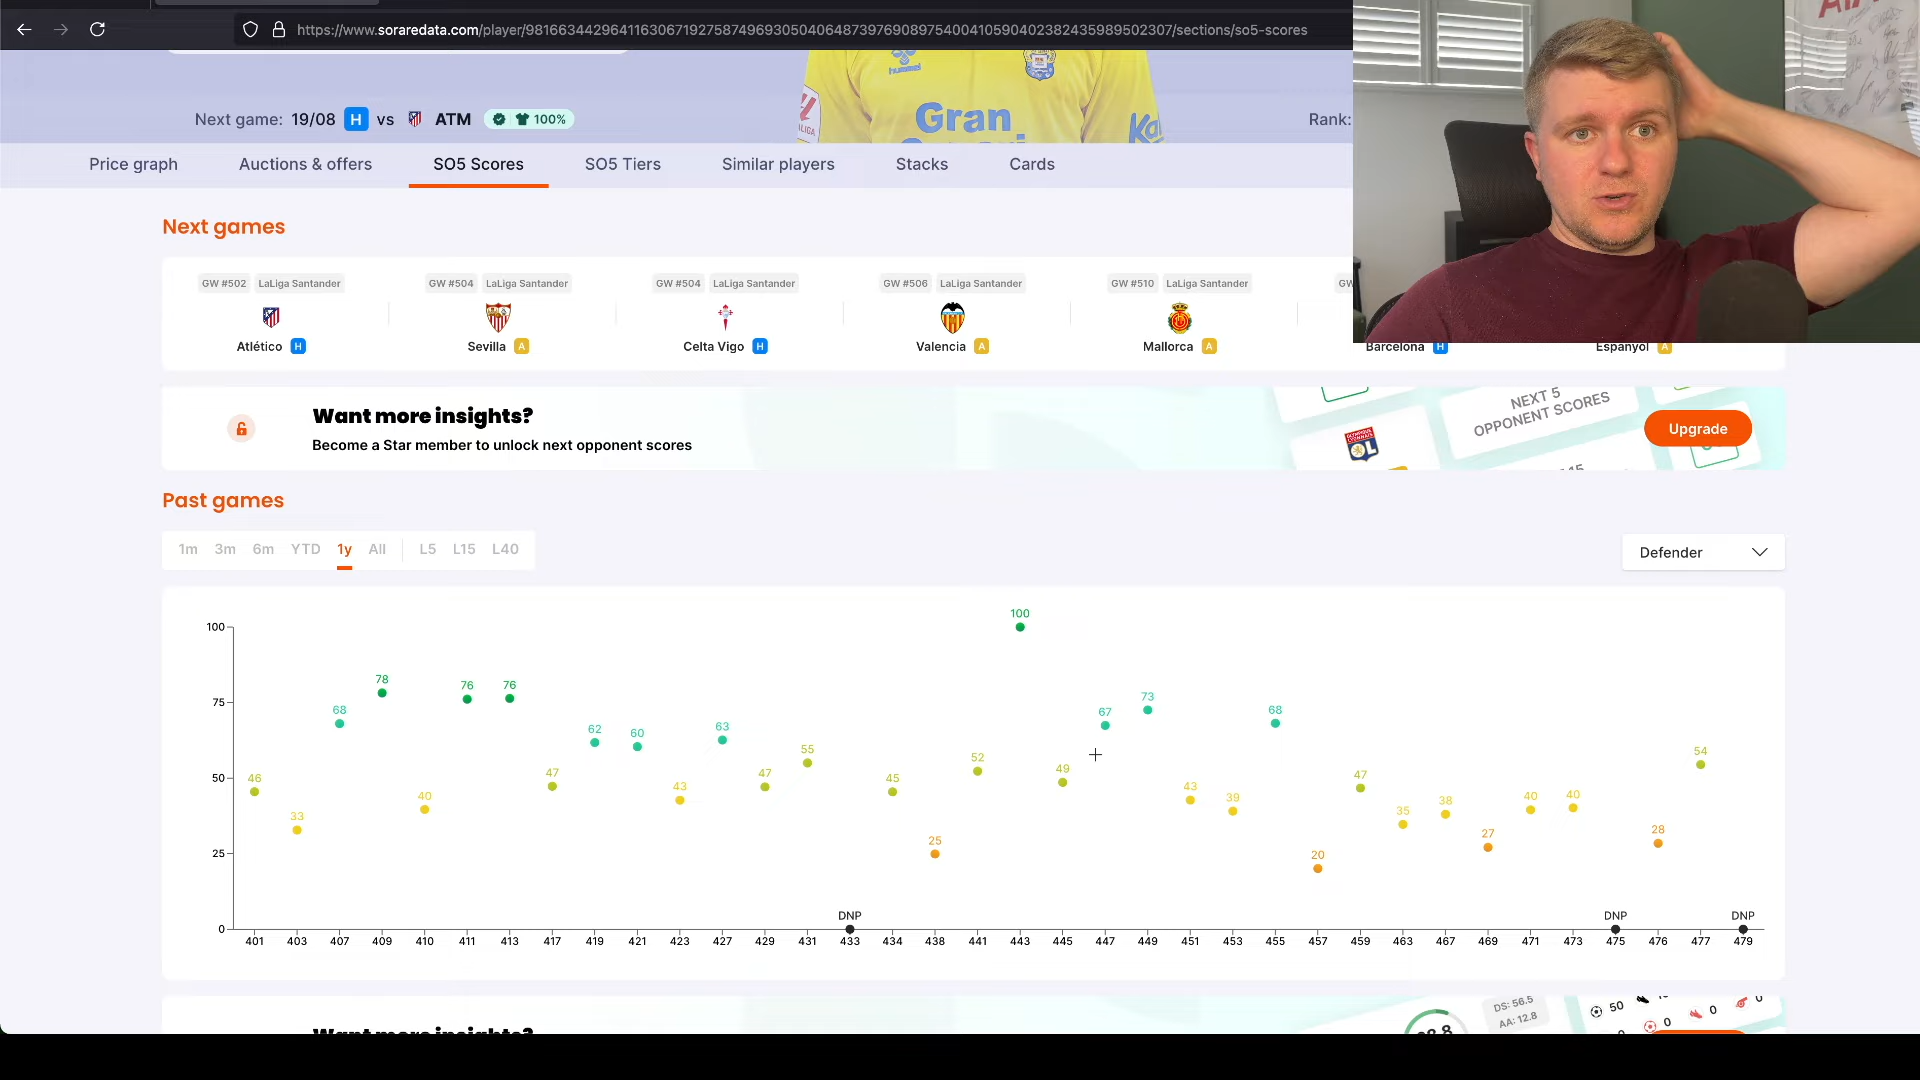 https://www.soraredata.com/player/98166344296411630671927587496930504064873976908975400410590402382435989502307/sections/so5-scores
hummel
Gran
Next game: 19/08 H vs ATM 100%
Rank:
Price graph Auctions & offers SO5 Scores SO5 Tiers Similar players Stacks Cards
Next games
GW #502 LaLiga Santander GW #504 LaLiga Santander GW #504 LaLiga Santander GW #506 LaLiga Santander GW #510 LaLiga Santander GW
Atlético H Sevilla A Celta Vigo H Valencia A Mallorca A Barcelona H Espanyol A
Want more insights?
Become a Star member to unlock next opponent scores
NEXT 5
OPPONENT SCORES
Upgrade
Past games
1m 3m 6m YTD 1y All L5 L15 L40
Defender
100
75
50
25
0
46 33 68 78 40 76 76 47 62 60 43 63 47 55 DNP 45 25 52 100 49 67 73 43 39 68 20 47 35 38 27 40 40 DNP 28 54 DNP
401 403 407 409 410 411 413 417 419 421 423 427 429 431 433 434 438 441 443 445 447 449 451 453 455 457 459 463 467 469 471 473 475 476 477 479
Want more insights?
DS: 56.5
AA: 12.8
50
0
0
0